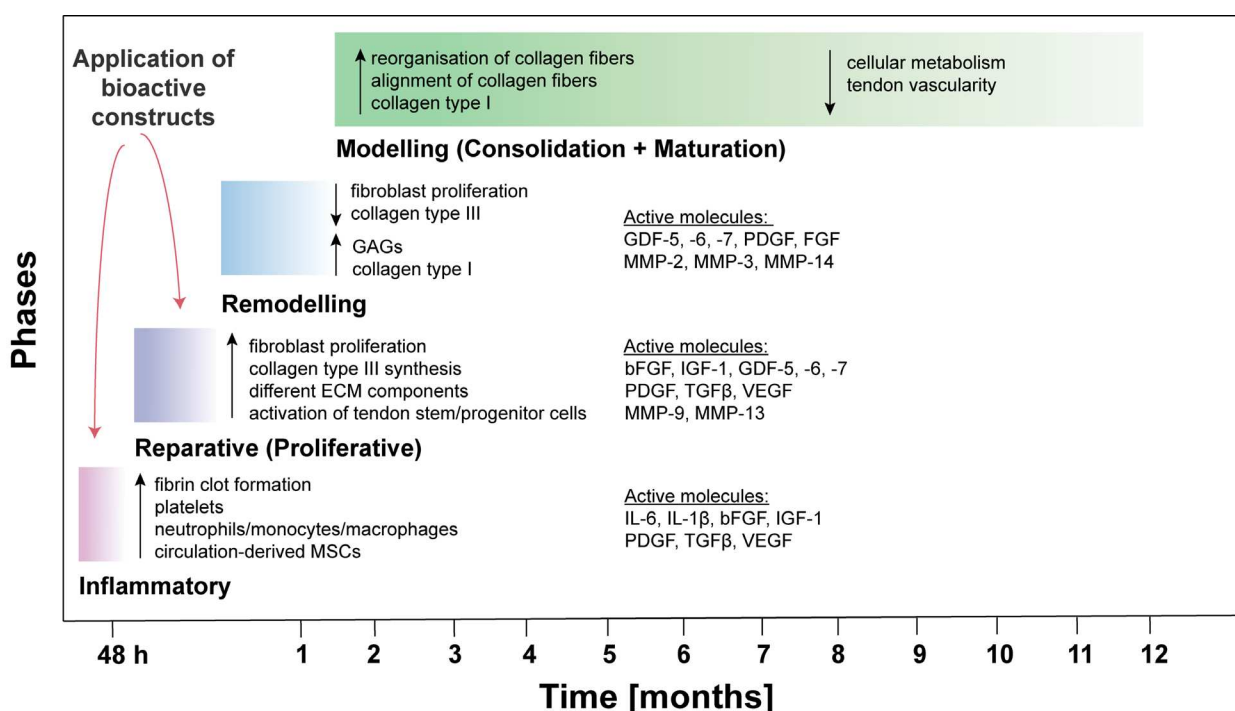 Application of
bioactive
constructs
reorganisation of collagen fibers
alignment of collagen fibers
collagen type I
cellular metabolism
tendon vascularity
Modelling (Consolidation + Maturation)
fibroblast proliferation
collagen type III
GAGs
collagen type I
Active molecules:
GDF-5, -6, -7, PDGF, FGF
MMP-2, MMP-3, MMP-14
Remodelling
fibroblast proliferation
collagen type III synthesis
different ECM components
activation of tendon stem/progenitor cells
Active molecules:
bFGF, IGF-1, GDF-5, -6, -7
PDGF, TGFβ, VEGF
MMP-9, MMP-13
Reparative (Proliferative)
fibrin clot formation
platelets
neutrophils/monocytes/macrophages
circulation-derived MSCs
Active molecules:
IL-6, IL-1β, bFGF, IGF-1
PDGF, TGFβ, VEGF
Inflammatory
Phases
48 h 1 2 3 4 5 6 7 8 9 10 11 12
Time [months]